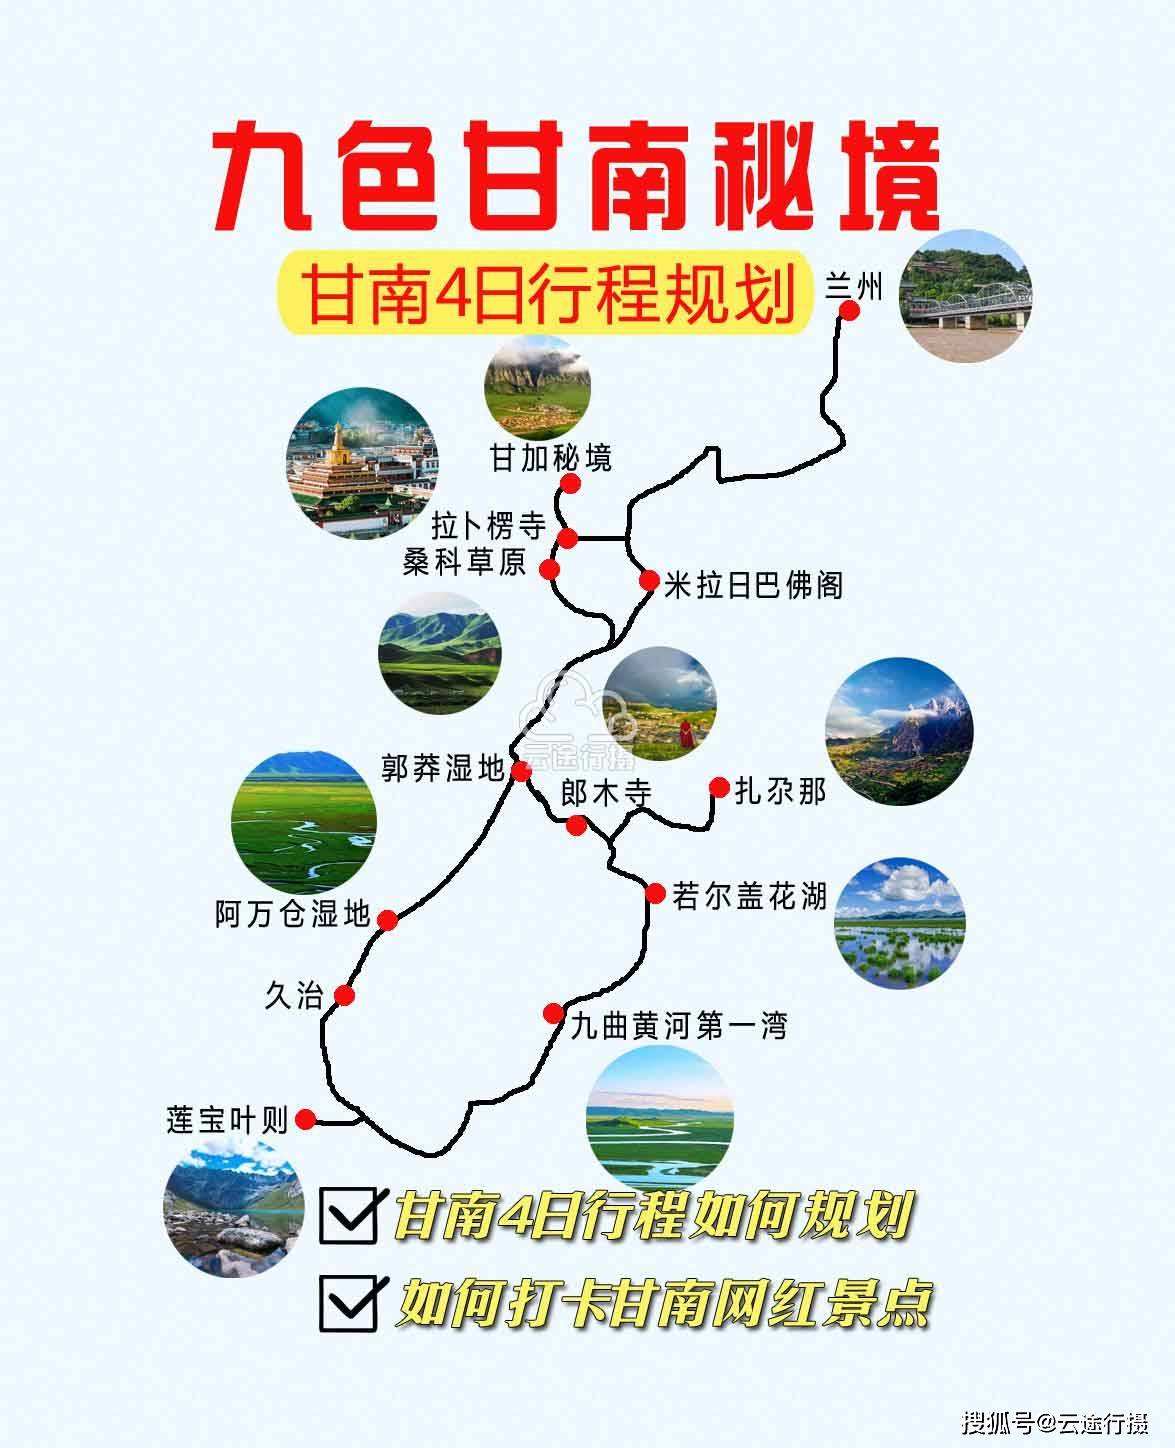 九色甘南秘境
甘南4日行程规划
兰州
甘加秘境
拉卜楞寺
桑科草原
米拉日巴佛阁
云途行摄
郭莽湿地
郎木寺
扎尕那
若尔盖花湖
阿万仓湿地
久治
九曲黄河第一湾
莲宝叶则
甘南4日行程如何规划
如何打卡甘南网红景点
搜狐号@云途行摄